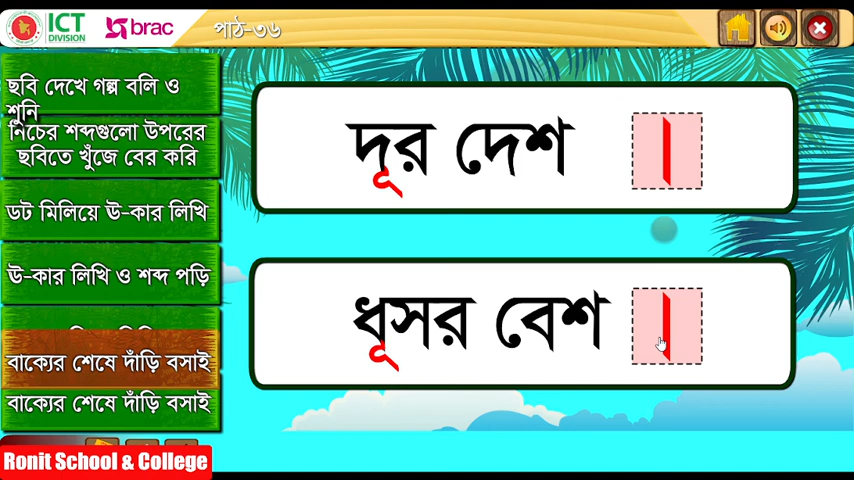 ICT
DIVISION
brac
পাঠ-৩৬
ছবি দেখে গল্প বলি ও
শুনি
নিচের শব্দগুলো উপরের
ছবিতে খুঁজে বের করি
ডট মিলিয়ে ঊ-কার লিখি
ঊ-কার লিখি ও শব্দ পড়ি
বাক্যের শেষে দাঁড়ি বসাই
বাক্যের শেষে দাঁড়ি বসাই
দূর দেশ ।
ধূসর বেশ ।
Ronit School & College